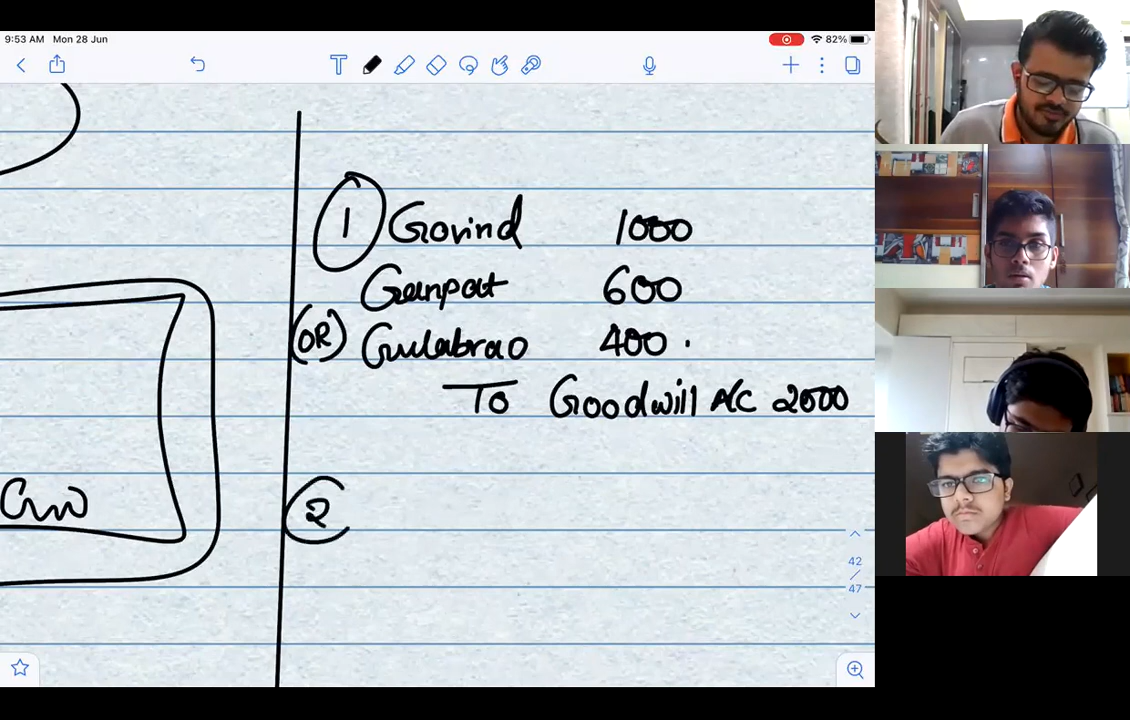 9:53 AM Mon 28 Jun
82%
T
1 Govind 1000
Ganpat 600
(OR) Gulabrao 400 .
To Goodwill A/C 2000
2
42
/
47